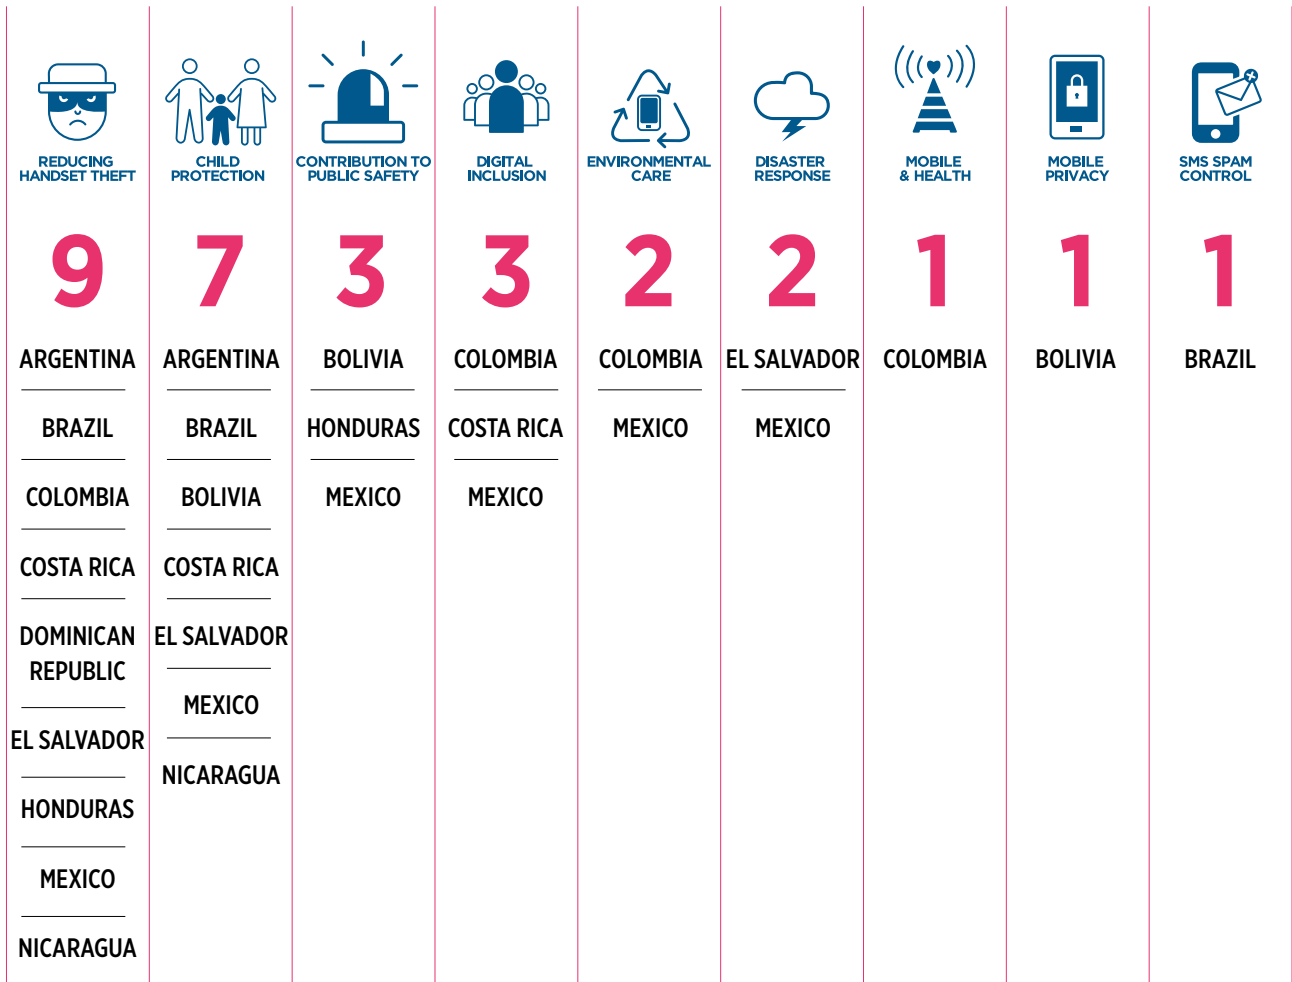 REDUCING
HANDSET THEFT
9
ARGENTINA
BRAZIL
COLOMBIA
COSTA RICA
DOMINICAN
REPUBLIC
EL SALVADOR
HONDURAS
MEXICO
NICARAGUA
CHILD
PROTECTION
7
ARGENTINA
BRAZIL
BOLIVIA
COSTA RICA
EL SALVADOR
MEXICO
NICARAGUA
CONTRIBUTION TO
PUBLIC SAFETY
3
BOLIVIA
HONDURAS
MEXICO
DIGITAL
INCLUSION
3
COLOMBIA
COSTA RICA
MEXICO
ENVIRONMENTAL
CARE
2
COLOMBIA
MEXICO
DISASTER
RESPONSE
2
EL SALVADOR
MEXICO
MOBILE
& HEALTH
1
COLOMBIA
MOBILE
PRIVACY
1
BOLIVIA
SMS SPAM
CONTROL
1
BRAZIL